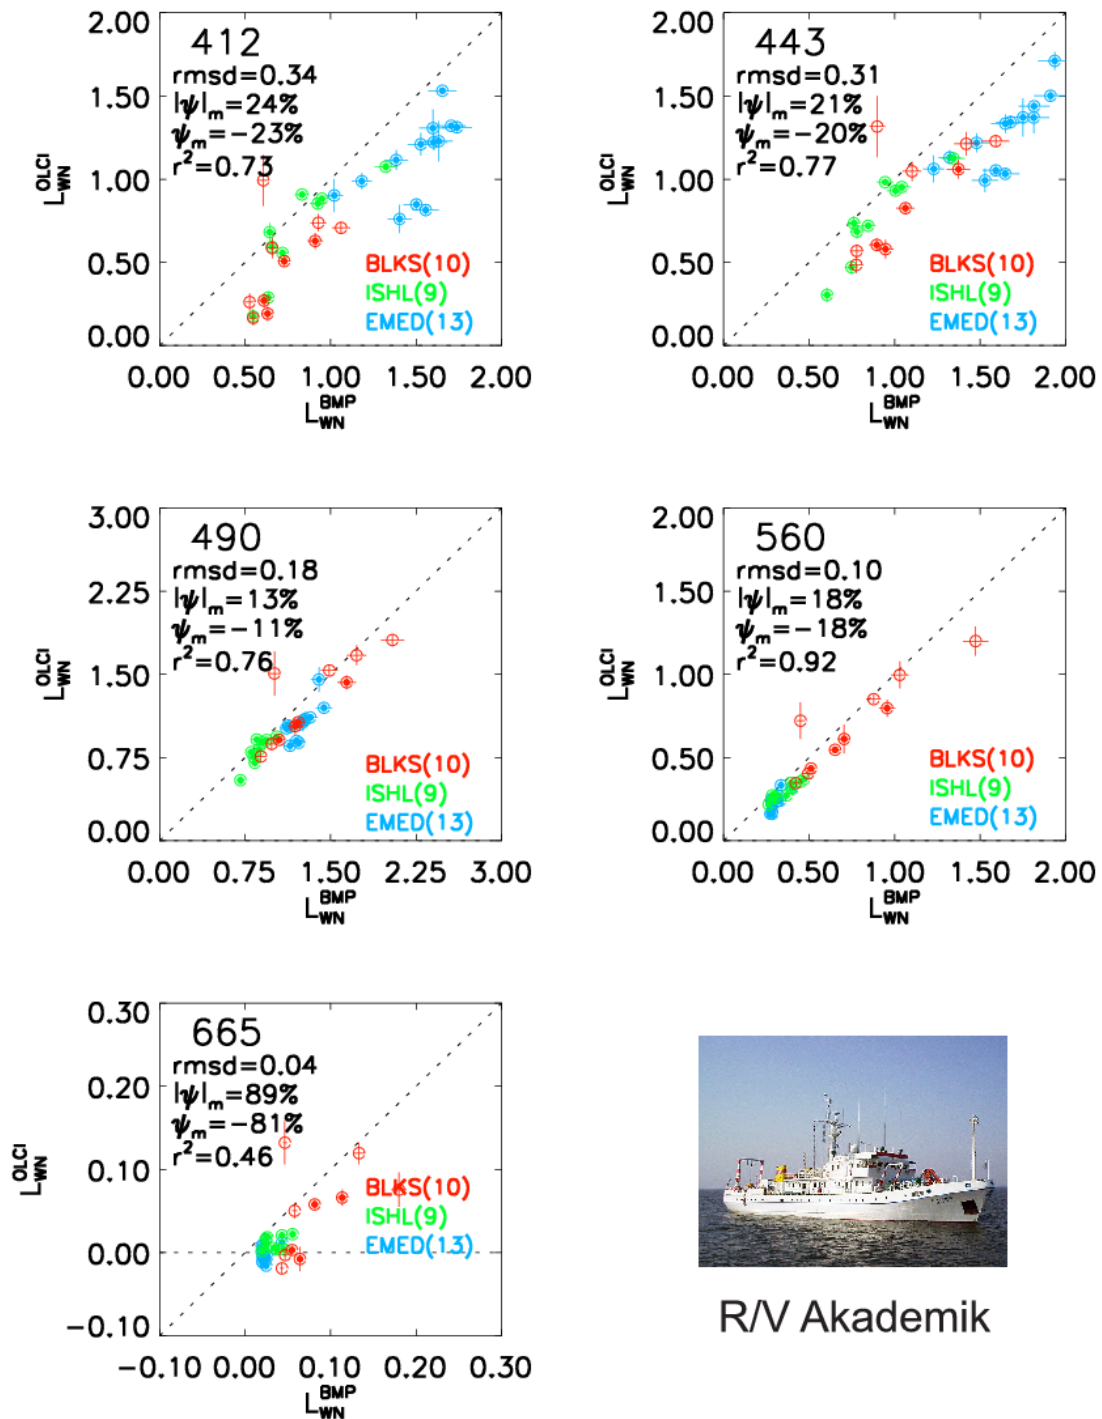 412
rmsd=0.34
|ψ|m=24%
ψm=-23%
r²=0.73
BLKS(10)
ISHL(9)
EMED(13)
2.00
1.50
1.00
0.50
0.00
0.00 0.50 1.00 1.50 2.00
L WN OLCI
L WN BMP
443
rmsd=0.31
|ψ|m=21%
ψm=-20%
r²=0.77
BLKS(10)
ISHL(9)
EMED(13)
2.00
1.50
1.00
0.50
0.00
0.00 0.50 1.00 1.50 2.00
L WN OLCI
L WN BMP
490
rmsd=0.18
|ψ|m=13%
ψm=-11%
r²=0.76
BLKS(10)
ISHL(9)
EMED(13)
3.00
2.25
1.50
0.75
0.00
0.00 0.75 1.50 2.25 3.00
L WN OLCI
L WN BMP
560
rmsd=0.10
|ψ|m=18%
ψm=-18%
r²=0.92
BLKS(10)
ISHL(9)
EMED(13)
2.00
1.50
1.00
0.50
0.00
0.00 0.50 1.00 1.50 2.00
L WN OLCI
L WN BMP
665
rmsd=0.04
|ψ|m=89%
ψm=-81%
r²=0.46
BLKS(10)
ISHL(9)
EMED(13)
0.30
0.20
0.10
0.00
-0.10
-0.10 0.00 0.10 0.20 0.30
L WN OLCI
L WN BMP
R/V Akademik